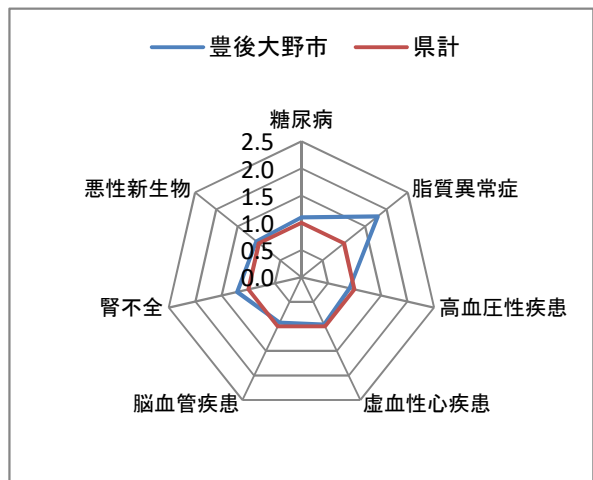 豊後大野市 県計
糖尿病
2.5
2.0
1.5
1.0
0.5
0.0
脂質異常症
高血圧性疾患
虚血性心疾患
脳血管疾患
腎不全
悪性新生物